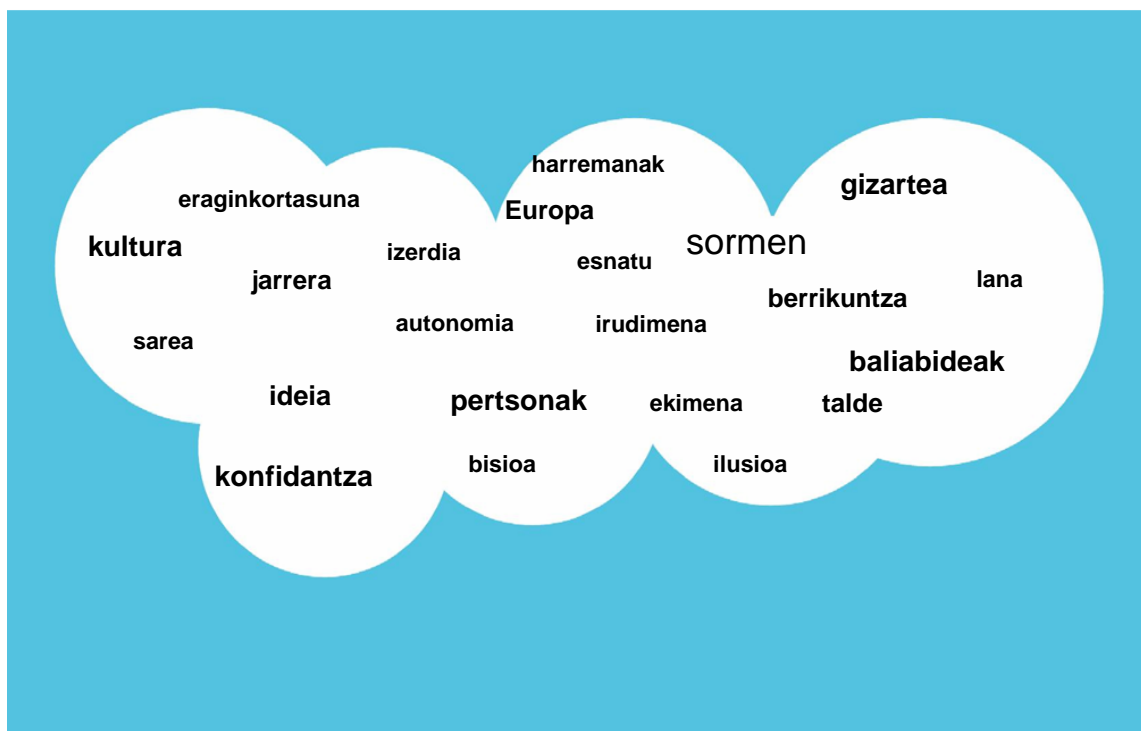 harremanak
gizartea
eraginkortasuna
Europa
kultura
izerdia
esnatu
sormen
jarrera
lana
berrikuntza
sarea
autonomia
irudimena
baliabideak
ideia
pertsonak
ekimena
talde
konfidantza
bisioa
ilusioa